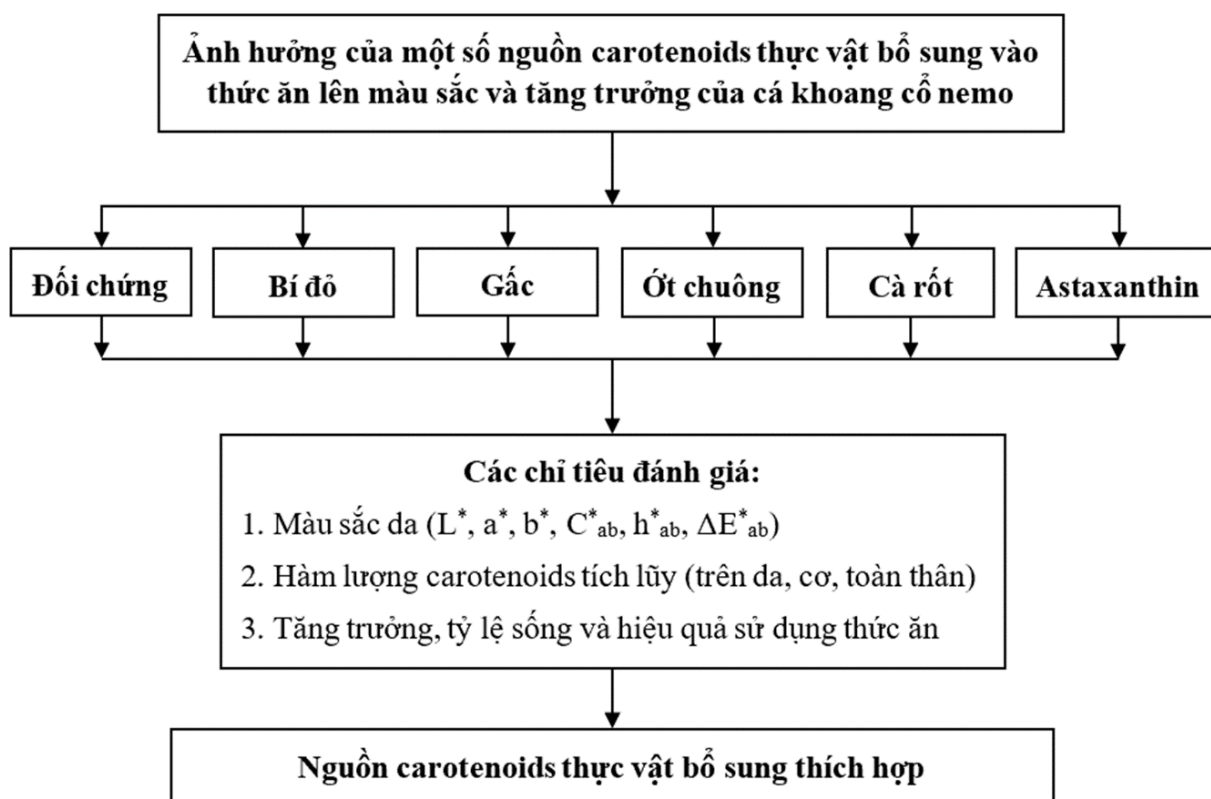 Ảnh hưởng của một số nguồn carotenoids thực vật bổ sung vào
thức ăn lên màu sắc và tăng trưởng của cá khoang cổ nemo
Đối chứng
Bí đỏ
Gấc
Ớt chuông
Cà rốt
Astaxanthin
Các chỉ tiêu đánh giá:
1. Màu sắc da (L*, a*, b*, C*ab, h*ab, ΔE*ab)
2. Hàm lượng carotenoids tích lũy (trên da, cơ, toàn thân)
3. Tăng trưởng, tỷ lệ sống và hiệu quả sử dụng thức ăn
Nguồn carotenoids thực vật bổ sung thích hợp